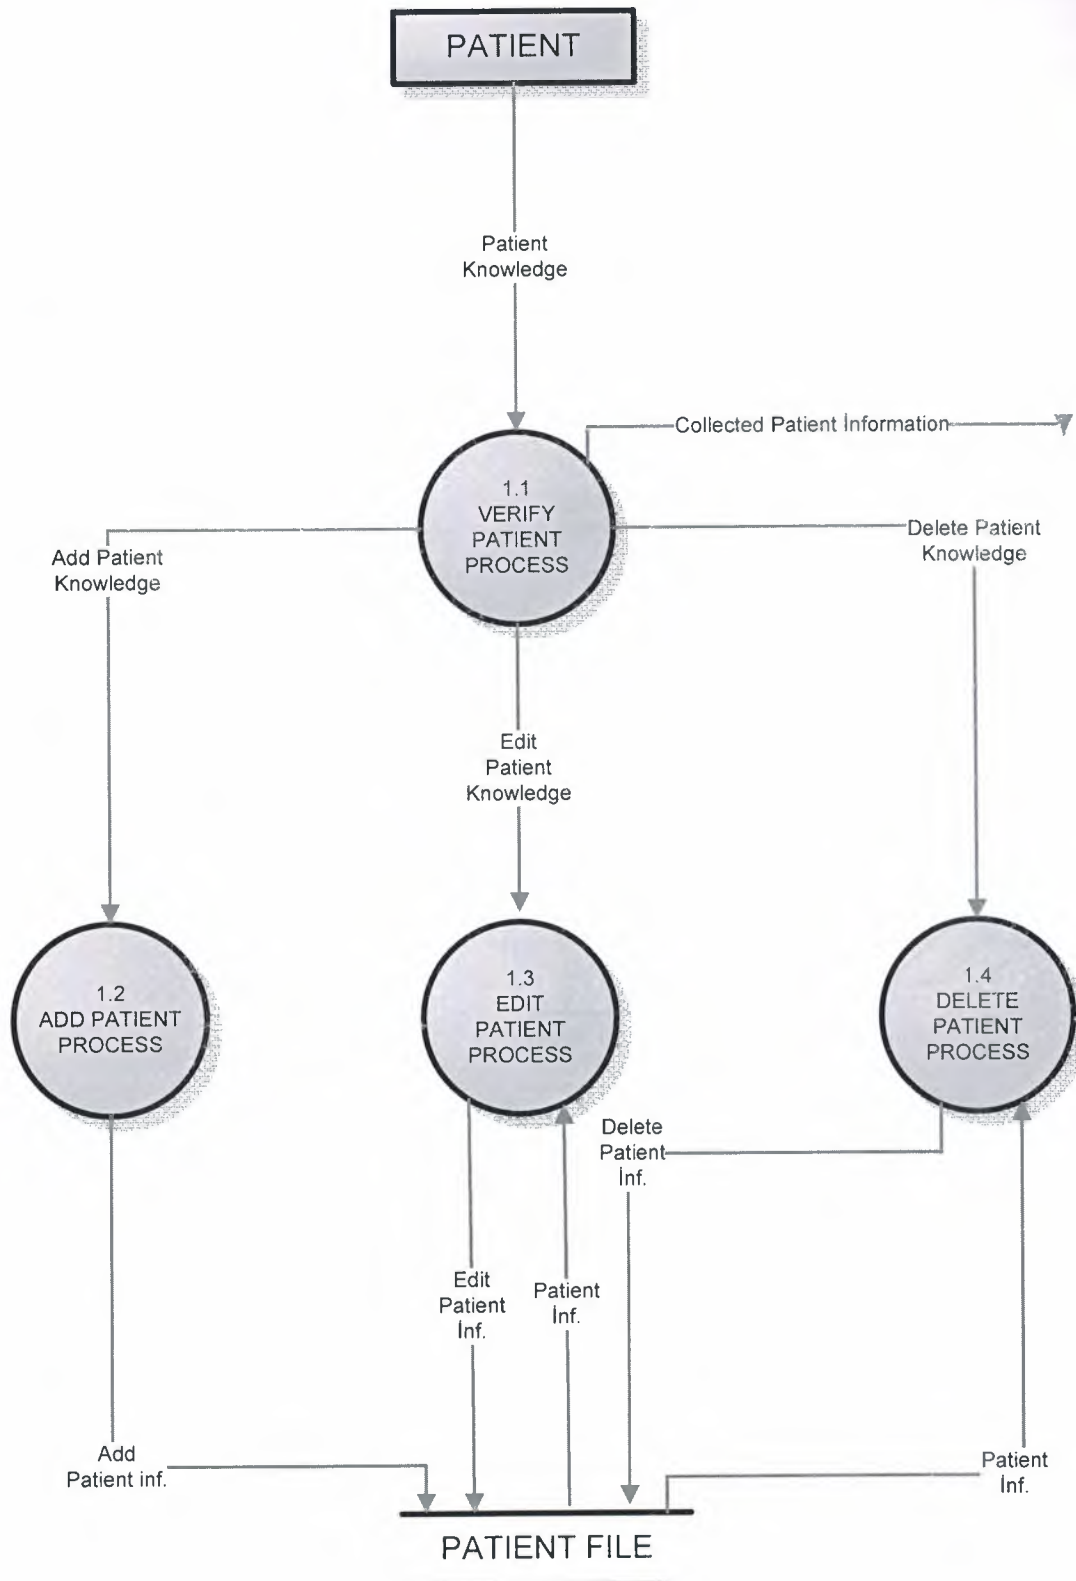 PATIENT
Patient
Knowledge
Collected Patient İnformation
1.1
VERIFY
PATIENT
PROCESS
Add Patient
Knowledge
Delete Patient
Knowledge
Edit
Patient
Knowledge
1.2
ADD PATIENT
PROCESS
1.3
EDIT
PATIENT
PROCESS
1.4
DELETE
PATIENT
PROCESS
Delete
Patient
İnf.
Edit
Patient
İnf.
Patient
İnf.
Add
Patient inf.
Patient
İnf.
PATIENT FILE